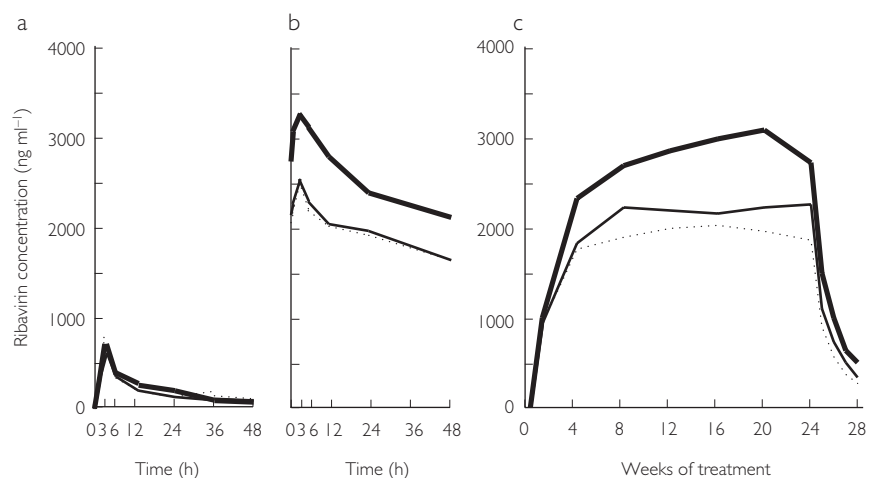 a
b
c
Ribavirin concentration (ng ml–1)
4000
3000
2000
1000
0
0 3 6 12 24 36 48
Time (h)
0 3 6 12 24 36 48
Time (h)
4000
3000
2000
1000
0
0 4 8 12 16 20 24 28
Weeks of treatment